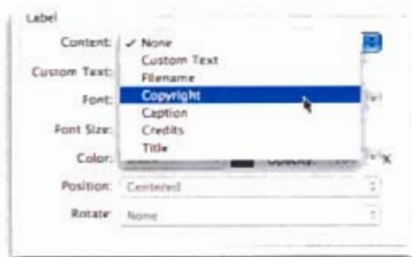 Label
Content: ✓ None
Custom Text
Custom Text: Filename
Font: Copyright
Caption
Font Size: Credits
Title
Color: Opacity: %
Position: Centered
Rotate: None